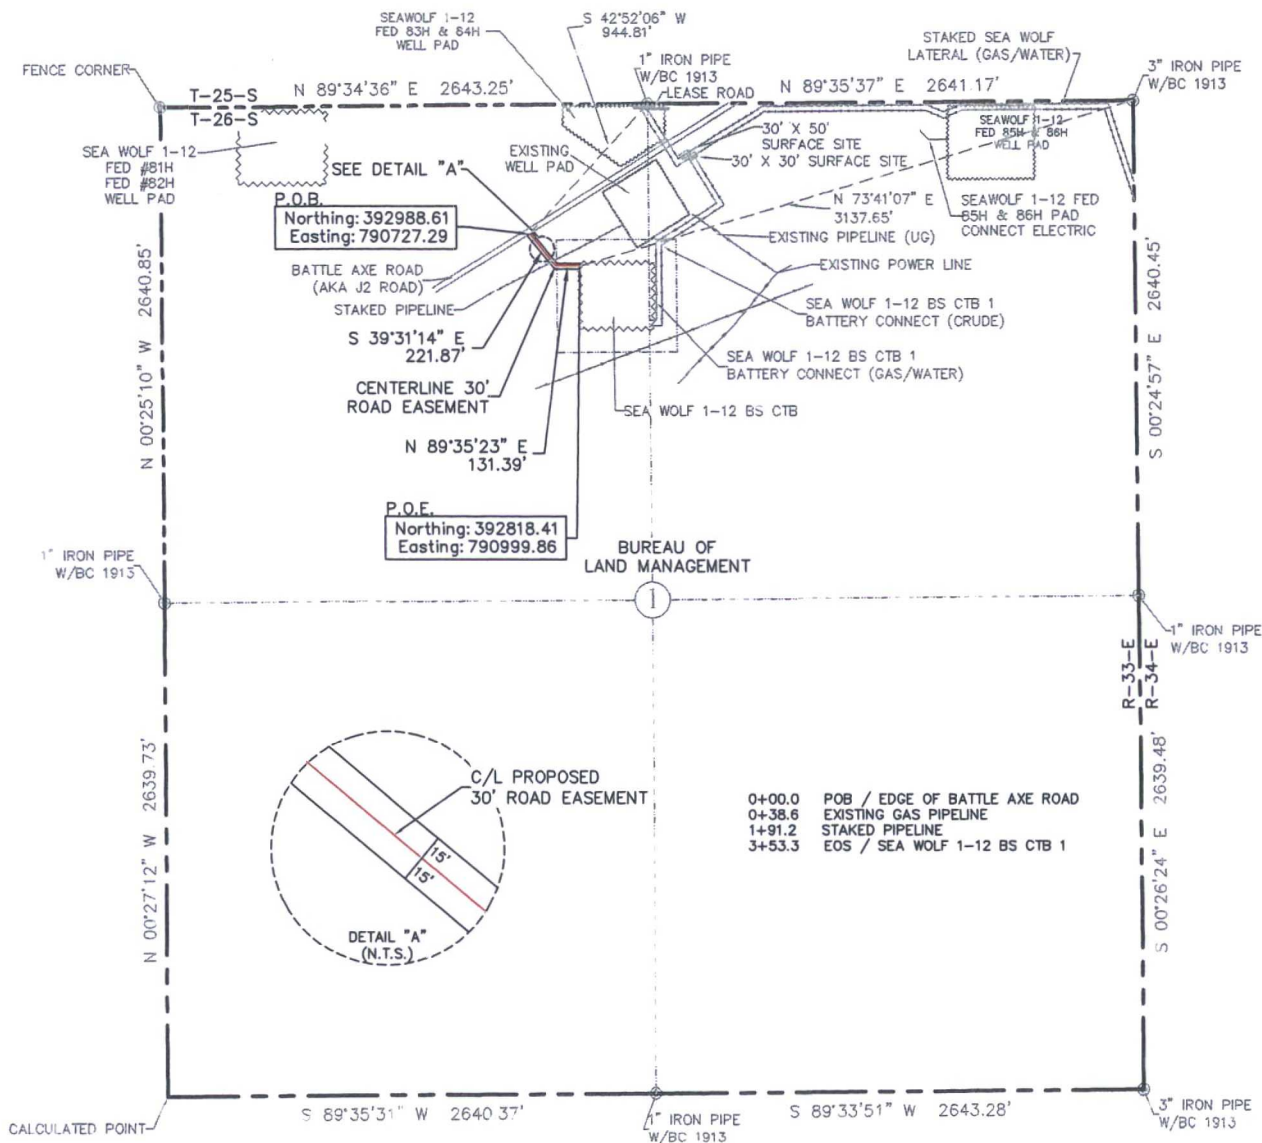 SEAWOLF 1-12
FED 83H & 84H
WELL PAD
S 42°52'06" W
944.81'
1" IRON PIPE
W/BC 1913
LEASE ROAD
STAKED SEA WOLF
LATERAL (GAS/WATER)
3" IRON PIPE
W/BC 1913
FENCE CORNER
T-25-S
T-26-S
N 89°34'36" E 2643.25'
N 89°35'37" E 2641.17'
SEA WOLF 1-12
FED #81H
FED #82H
WELL PAD
SEE DETAIL "A"
EXISTING
WELL PAD
30' X 50'
SURFACE SITE
30' X 30' SURFACE SITE
SEAWOLF 1-12
FED 85H & 86H
WELL PAD
P.O.B.
Northing: 392988.61
Easting: 790727.29
N 73°41'07" E
3137.65'
SEAWOLF 1-12 FED
85H & 86H PAD
CONNECT ELECTRIC
EXISTING PIPELINE (UG)
EXISTING POWER LINE
BATTLE AXE ROAD
(AKA J2 ROAD)
STAKED PIPELINE
SEA WOLF 1-12 BS CTB 1
BATTERY CONNECT (CRUDE)
S 39°31'14" E
221.87'
SEA WOLF 1-12 BS CTB 1
BATTERY CONNECT (GAS/WATER)
CENTERLINE 30'
ROAD EASEMENT
SEA WOLF 1-12 BS CTB
N 00°25'10" W 2640.85'
S 00°24'57" E 2640.45'
N 89°35'23" E
131.39'
P.O.E.
Northing: 392818.41
Easting: 790999.86
BUREAU OF
LAND MANAGEMENT
1
1" IRON PIPE
W/BC 1913
1" IRON PIPE
W/BC 1913
R-33-E
R-34-E
C/L PROPOSED
30' ROAD EASEMENT
15'
15'
DETAIL "A"
(N.T.S.)
0+00.0 POB / EDGE OF BATTLE AXE ROAD
0+38.6 EXISTING GAS PIPELINE
1+91.2 STAKED PIPELINE
3+53.3 EOS / SEA WOLF 1-12 BS CTB 1
N 00°27'12" W 2639.73'
S 00°26'24" E 2639.48'
CALCULATED POINT
S 89°35'31" W 2640.37'
1" IRON PIPE
W/BC 1913
S 89°33'51" W 2643.28'
3" IRON PIPE
W/BC 1913